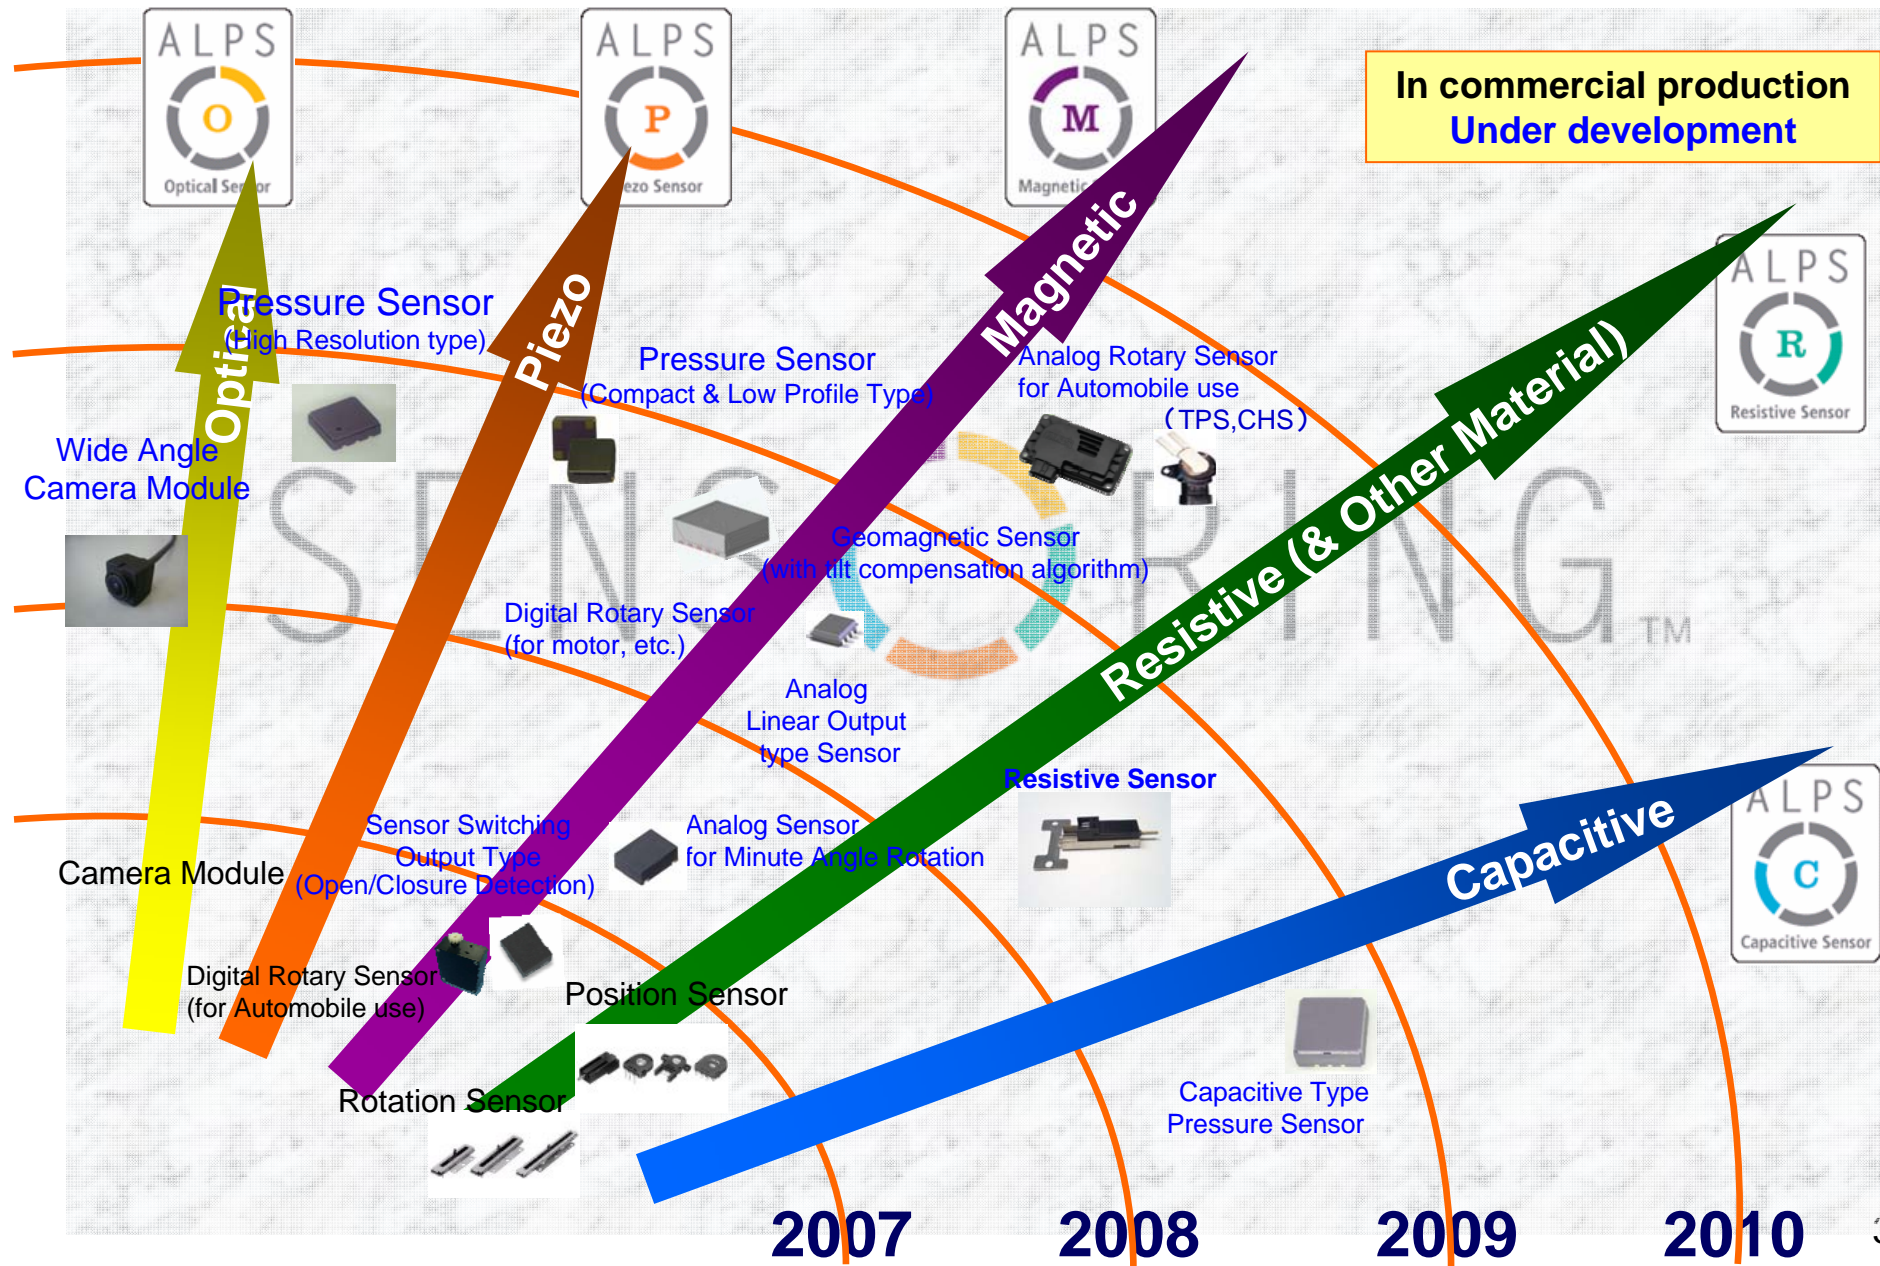 ALPS
O
Optical Sensor
ALPS
P
Piezo Sensor
ALPS
M
Magnetic
In commercial production
Under development
ALPS
R
Resistive Sensor
ALPS
C
Capacitive Sensor
Optical
Piezo
Magnetic
Resistive (& Other Material)
Capacitive
Pressure Sensor
(High Resolution type)
Pressure Sensor
(Compact & Low Profile Type)
Analog Rotary Sensor
for Automobile use
(TPS,CHS)
Wide Angle
Camera Module
SENSORING TM
Geomagnetic Sensor
(with tilt compensation algorithm)
Digital Rotary Sensor
(for motor, etc.)
Analog
Linear Output
type Sensor
Resistive Sensor
Sensor Switching
Output Type
(Open/Closure Detection)
Analog Sensor
for Minute Angle Rotation
Camera Module
Digital Rotary Sensor
(for Automobile use)
Position Sensor
Rotation Sensor
Capacitive Type
Pressure Sensor
2007 2008 2009 2010